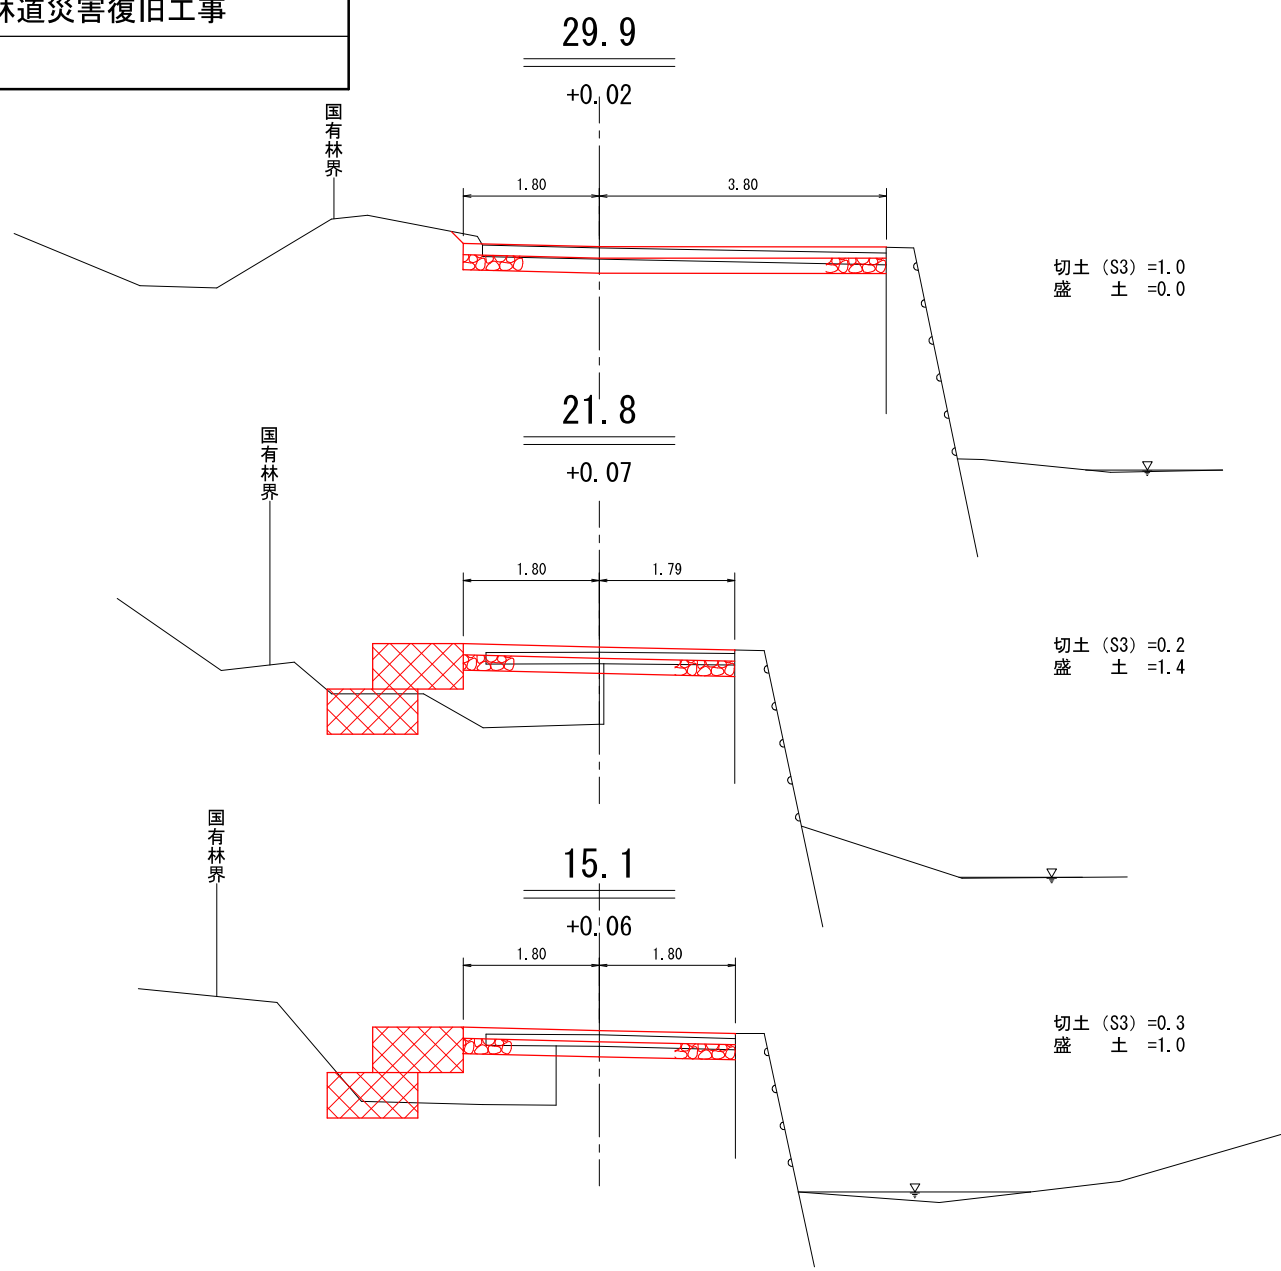 林道災害復旧工事
29.9
+0.02
国有林界
1.80
3.80
切土(S3)=1.0
盛　土=0.0
21.8
+0.07
国有林界
1.80
1.79
切土(S3)=0.2
盛　土=1.4
15.1
+0.06
国有林界
1.80
1.80
切土(S3)=0.3
盛　土=1.0